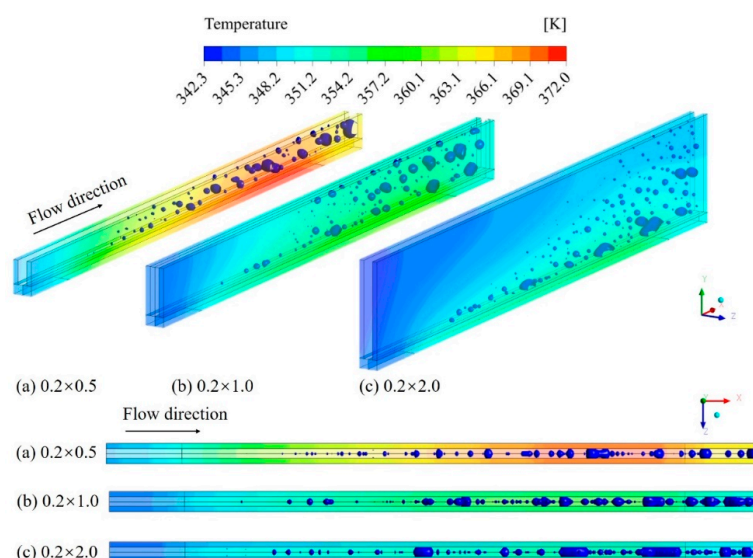 Temperature [K]
342.3 345.3 348.2 351.2 354.2 357.2 360.1 363.1 366.1 369.1 372.0
Flow direction
Y
X
Z
(a) 0.2×0.5 (b) 0.2×1.0 (c) 0.2×2.0
Flow direction
X
Z
(a) 0.2×0.5
(b) 0.2×1.0
(c) 0.2×2.0